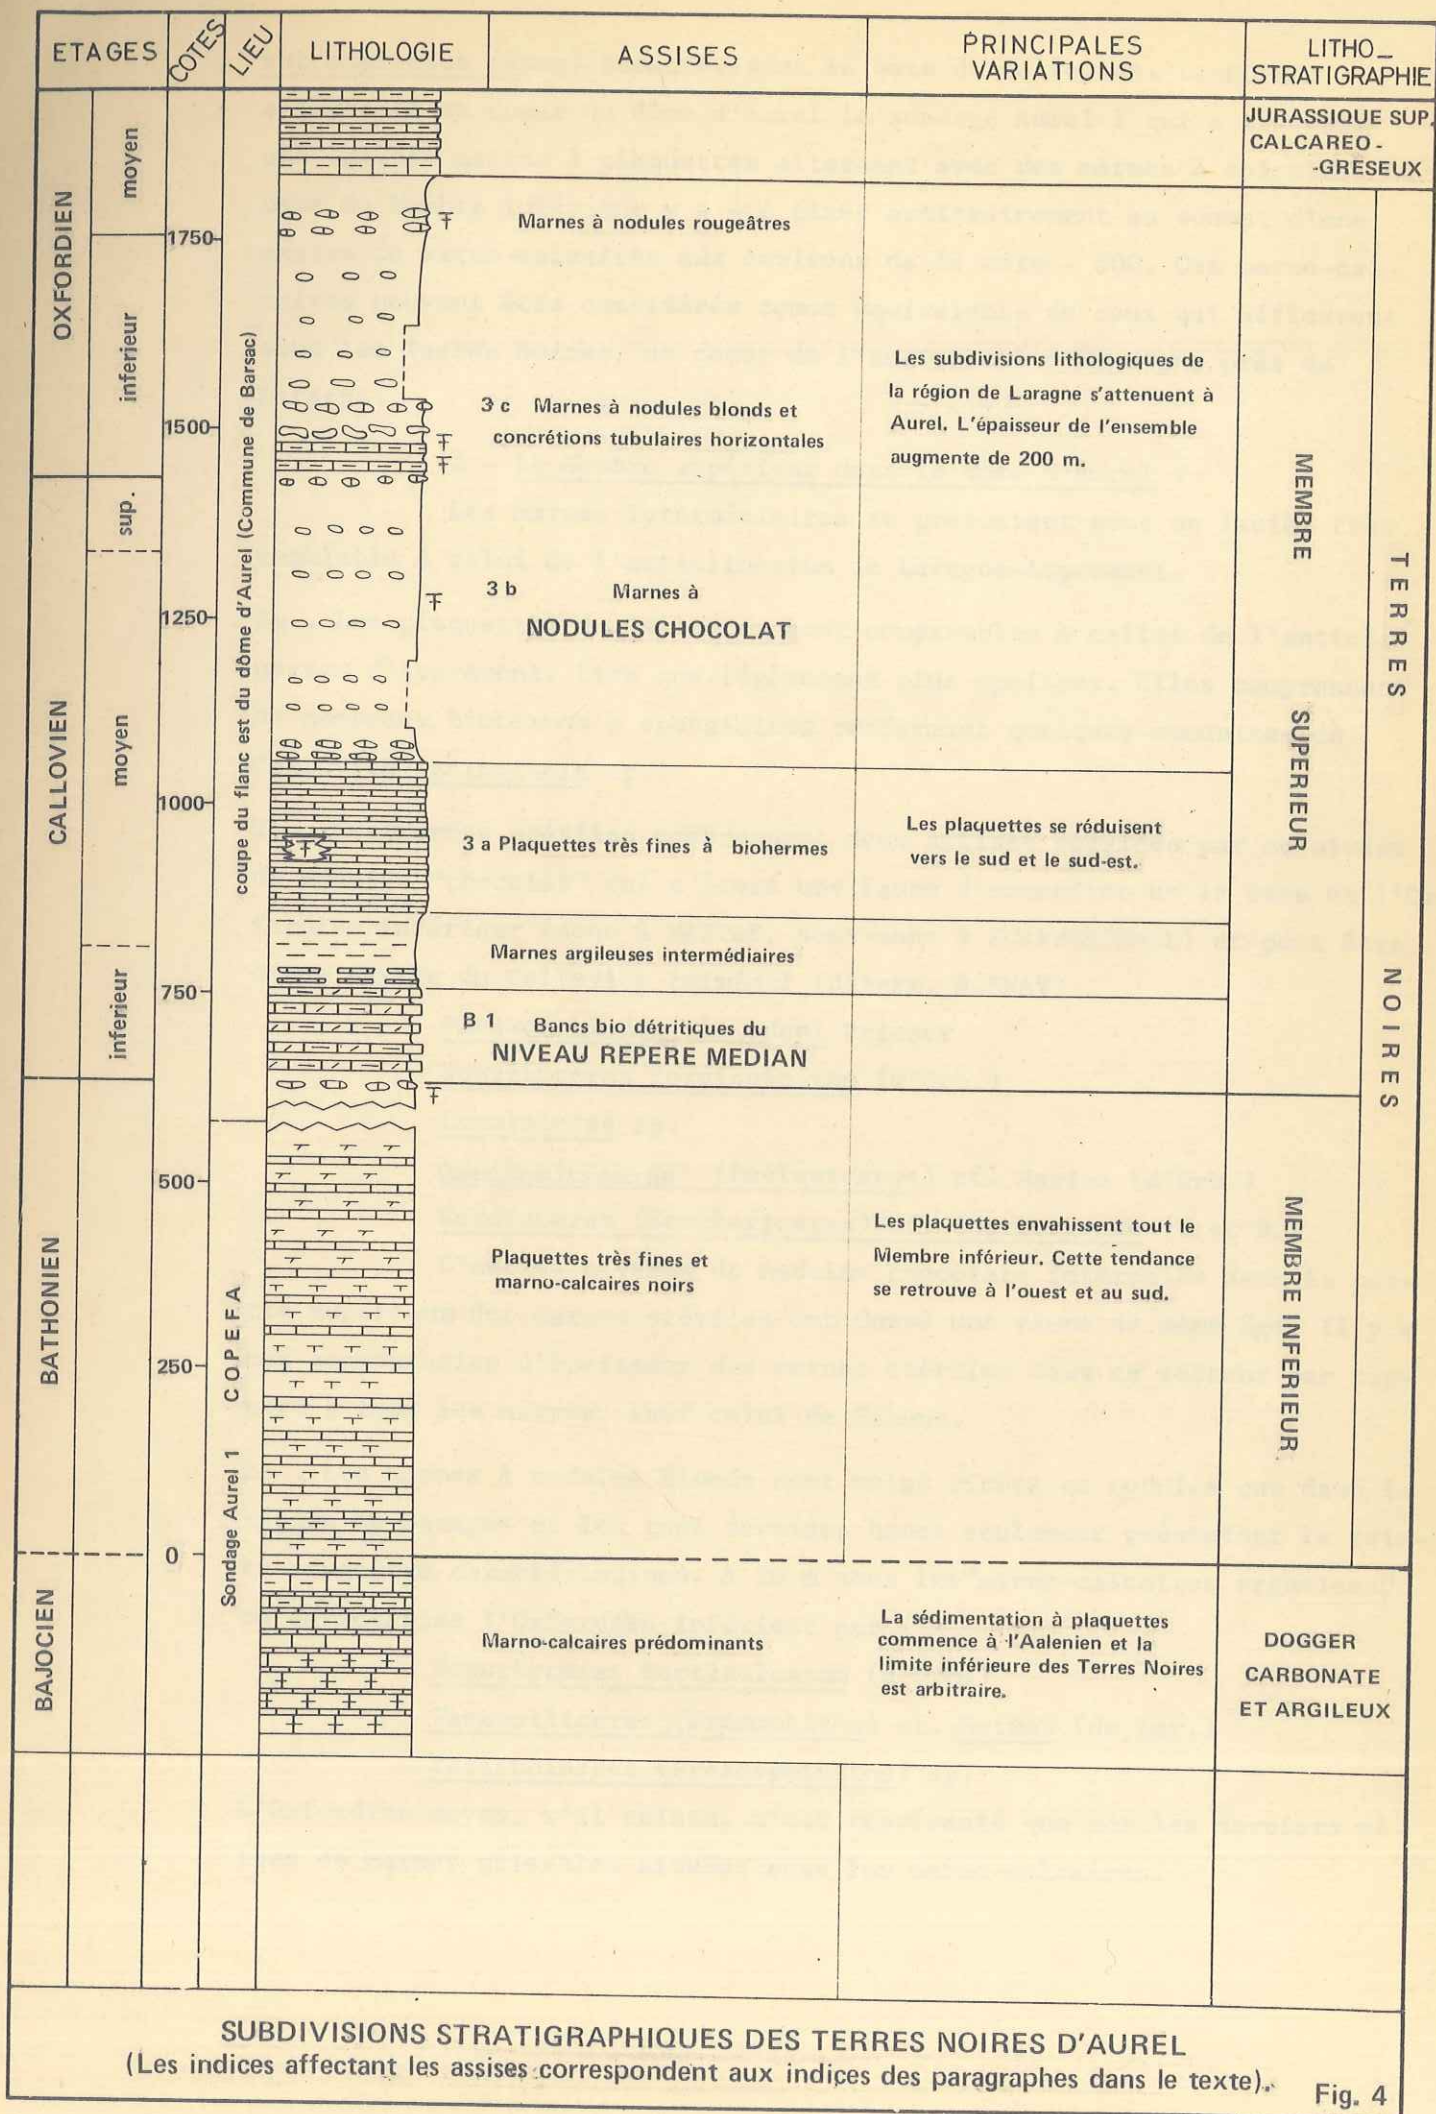 ETAGES
COTES
LIEU
LITHOLOGIE
ASSISES
PRINCIPALES
VARIATIONS
LITHO_
STRATIGRAPHIE
OXFORDIEN
moyen
inferieur
CALLOVIEN
sup.
moyen
inferieur
BATHONIEN
BAJOCIEN
1750
1500
1250
1000
750
500
250
0
coupe du flanc est du dôme d'Aurel (Commune de Barsac)
Sondage Aurel 1 C O P E F A
Marnes à nodules rougeâtres
3 c Marnes à nodules blonds et
concrétions tubulaires horizontales
3 b Marnes à
NODULES CHOCOLAT
3 a Plaquettes très fines à biohermes
Marnes argileuses intermédiaires
B 1 Bancs bio détritiques du
NIVEAU REPERE MEDIAN
Plaquettes très fines et
marno-calcaires noirs
Marno-calcaires prédominants
Les subdivisions lithologiques de
la région de Laragne s'attenuent à
Aurel. L'épaisseur de l'ensemble
augmente de 200 m.
Les plaquettes se réduisent
vers le sud et le sud-est.
Les plaquettes envahissent tout le
Membre inférieur. Cette tendance
se retrouve à l'ouest et au sud.
La sédimentation à plaquettes
commence à l'Aalenien et la
limite inférieure des Terres Noires
est arbitraire.
JURASSIQUE SUP.
CALCAREO -
-GRESEUX
MEMBRE SUPERIEUR
MEMBRE INFERIEUR
TERRES NOIRES
DOGGER
CARBONATE
ET ARGILEUX
SUBDIVISIONS STRATIGRAPHIQUES DES TERRES NOIRES D'AUREL
(Les indices affectant les assises correspondent aux indices des paragraphes dans le texte).
Fig. 4